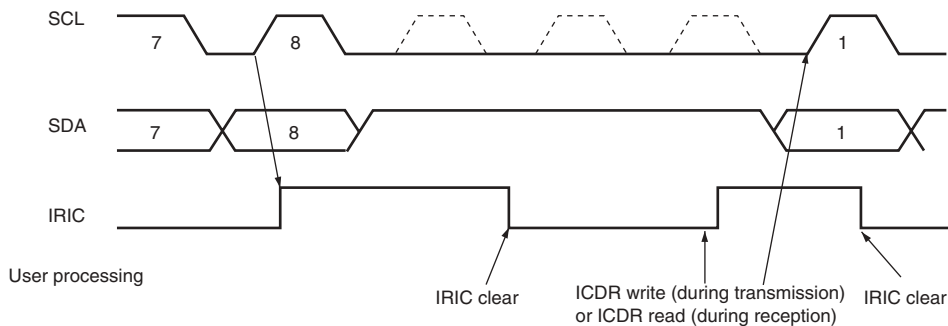 SCL
7
8
1
SDA
7
8
1
IRIC
User processing
IRIC clear
ICDR write (during transmission)
or ICDR read (during reception)
IRIC clear